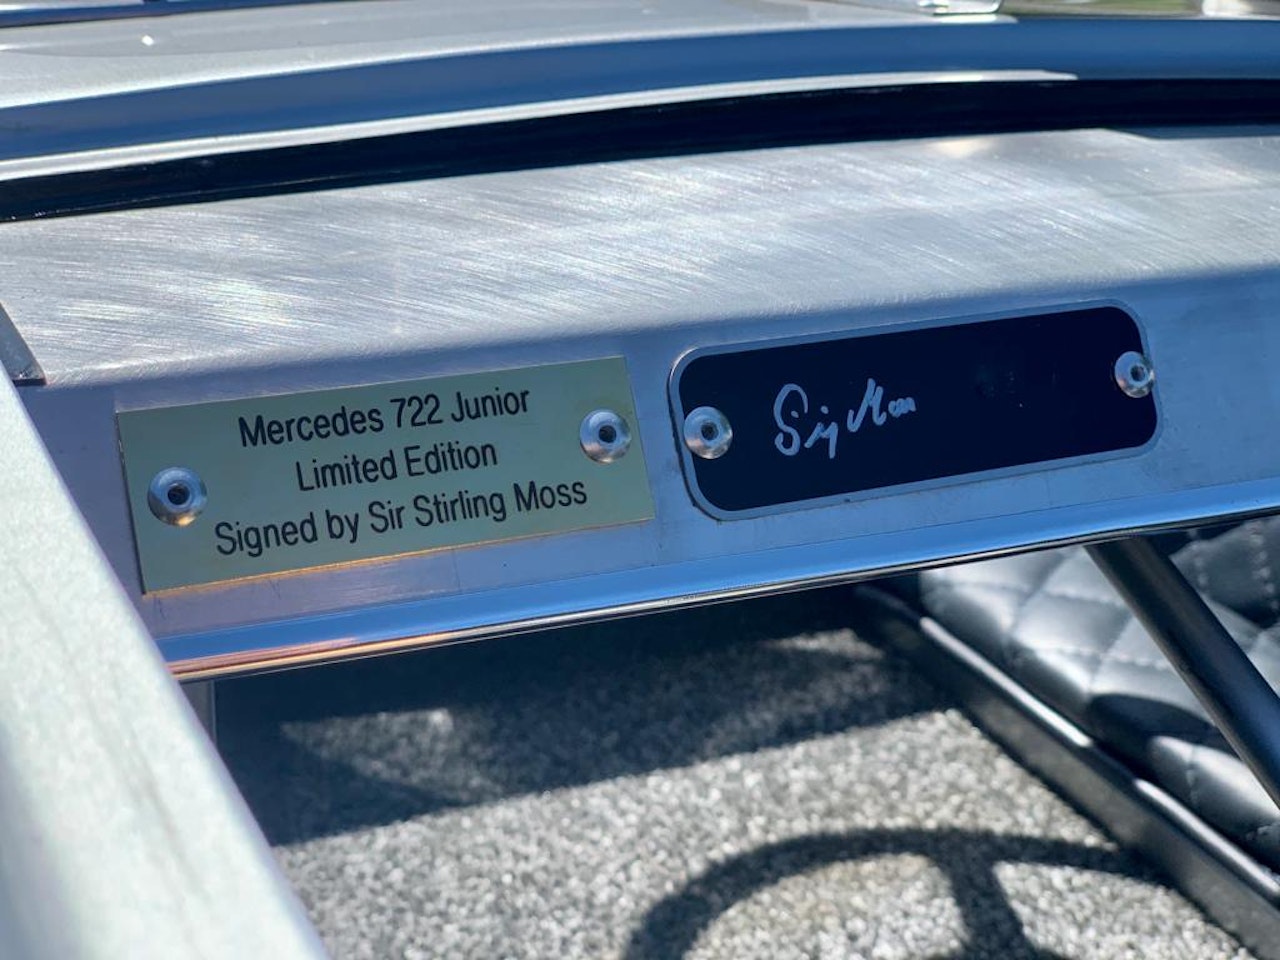 Mercedes 722 Junior
Limited Edition
Signed by Sir Stirling Moss